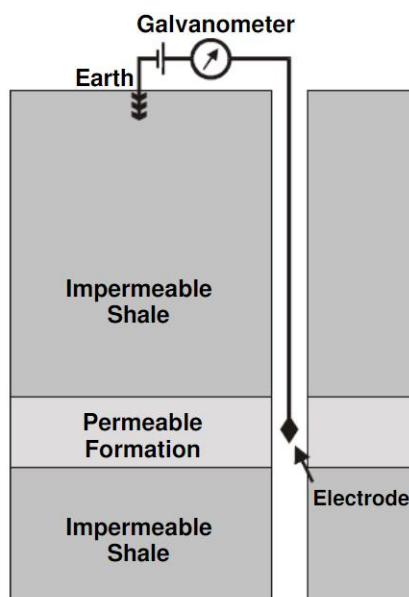 Galvanometer
Earth
Impermeable
Shale
Permeable
Formation
Electrode
Impermeable
Shale